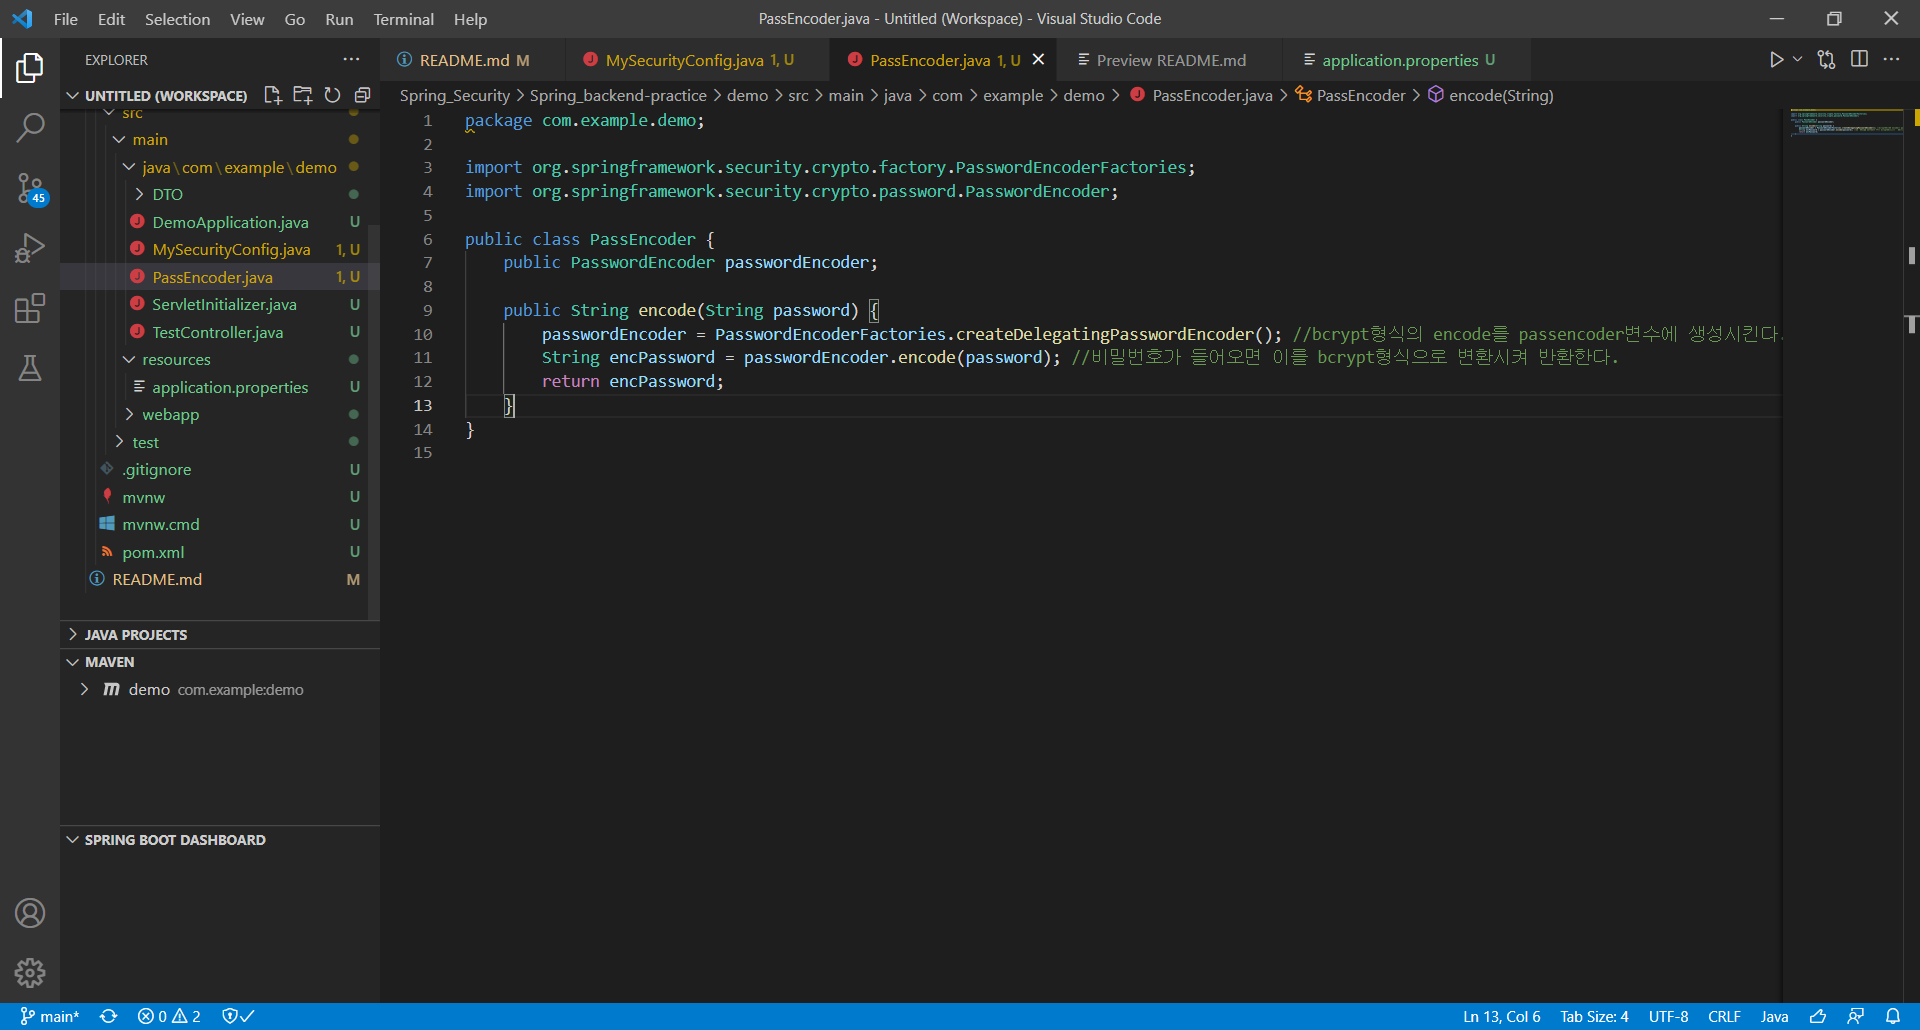 File Edit Selection View Go Run Terminal Help
PassEncoder.java - Untitled (Workspace) - Visual Studio Code
EXPLORER
UNTITLED (WORKSPACE)
src
main
java\com\example\demo
DTO
DemoApplication.java U
MySecurityConfig.java 1, U
PassEncoder.java 1, U
ServletInitializer.java U
TestController.java U
resources
application.properties U
webapp
test
.gitignore U
mvnw U
mvnw.cmd U
pom.xml U
README.md M
JAVA PROJECTS
MAVEN
demo com.example:demo
SPRING BOOT DASHBOARD
45
README.md M MySecurityConfig.java 1, U PassEncoder.java 1, U Preview README.md application.properties U
Spring_Security > Spring_backend-practice > demo > src > main > java > com > example > demo > PassEncoder.java > PassEncoder > encode(String)
1 package com.example.demo;
2
3 import org.springframework.security.crypto.factory.PasswordEncoderFactories;
4 import org.springframework.security.crypto.password.PasswordEncoder;
5
6 public class PassEncoder {
7 public PasswordEncoder passwordEncoder;
8
9 public String encode(String password) {
10 passwordEncoder = PasswordEncoderFactories.createDelegatingPasswordEncoder(); //bcrypt형식의 encode를 passencoder변수에 생성시킨다.
11 String encPassword = passwordEncoder.encode(password); //비밀번호가 들어오면 이를 bcrypt형식으로 변환시켜 반환한다.
12 return encPassword;
13 }
14 }
15
main* 0 2
Ln 13, Col 6 Tab Size: 4 UTF-8 CRLF Java